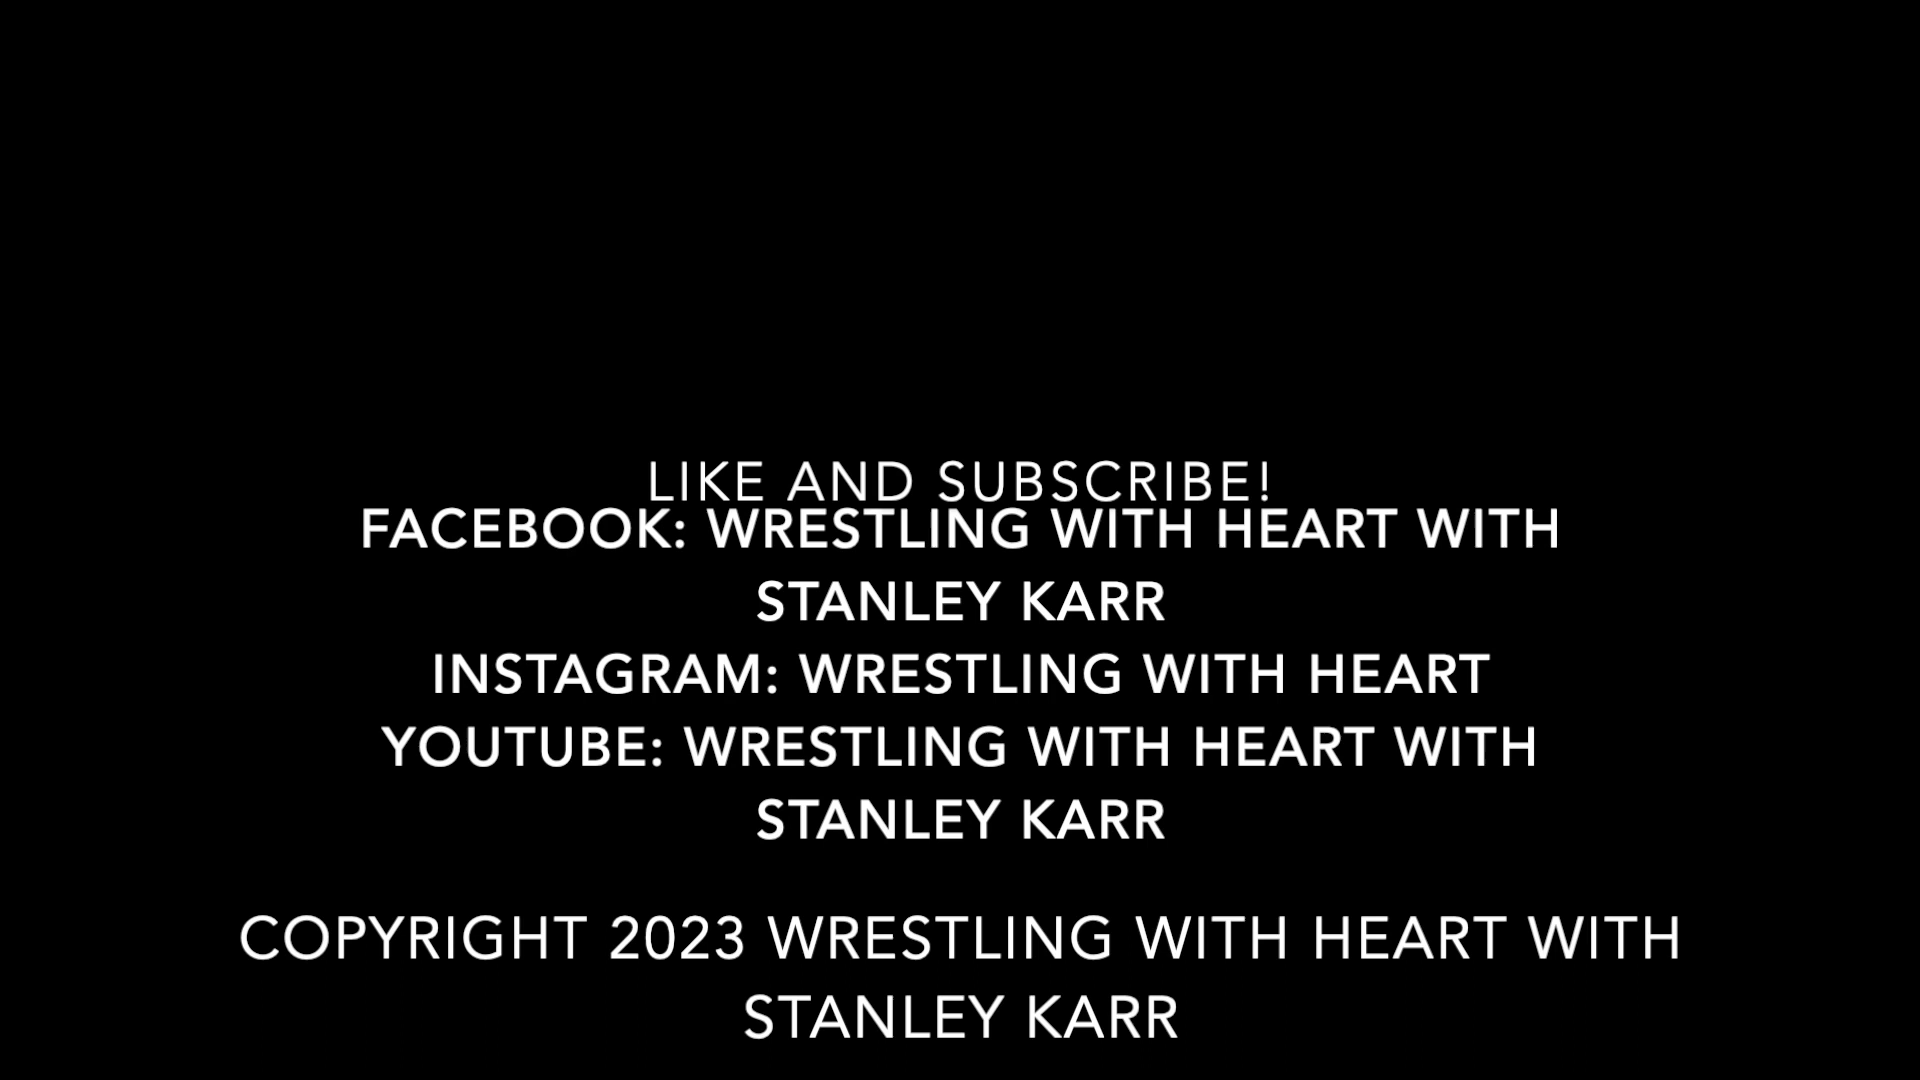 LIKE AND SUBSCRIBE!
FACEBOOK: WRESTLING WITH HEART WITH
STANLEY KARR
INSTAGRAM: WRESTLING WITH HEART
YOUTUBE: WRESTLING WITH HEART WITH
STANLEY KARR
COPYRIGHT 2023 WRESTLING WITH HEART WITH
STANLEY KARR